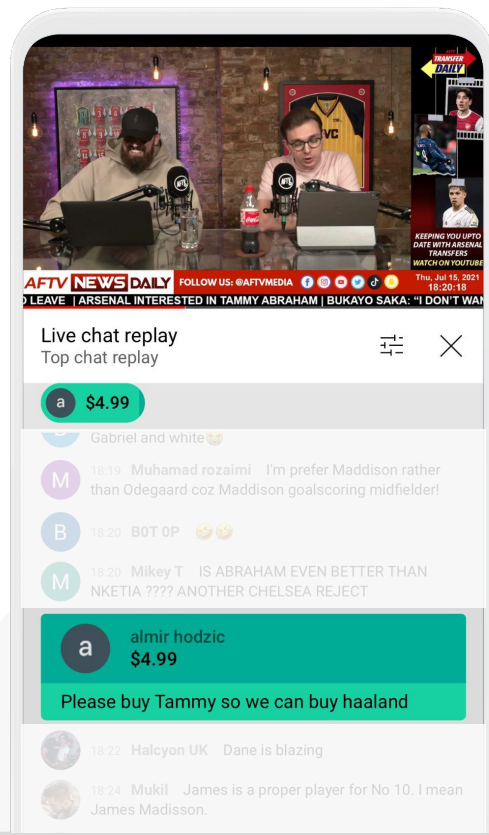 TRANSFER
DAILY
KEEPING YOU UPTO
DATE WITH ARSENAL
TRANSFERS
WATCH ON YOUTUBE
AFTV NEWS DAILY FOLLOW US: @AFTVMEDIA
Thu, Jul 15, 2021
18:20:18
LEAVE | ARSENAL INTERESTED IN TAMMY ABRAHAM | BUKAYO SAKA: “I DON’T WAN
Live chat replay
Top chat replay
a $4.99
Gabriel and white😂
M 18:19 Muhamad rozaimi I'm prefer Maddison rather
than Odegaard coz Maddison goalscoring midfielder!
B 18:20 B0T 0P 🤣🤣
M 18:20 Mikey T IS ABRAHAM EVEN BETTER THAN
NKETIA ???? ANOTHER CHELSEA REJECT
a almir hodzic
$4.99
Please buy Tammy so we can buy haaland
18:22 Halcyon UK Dane is blazing
18:24 Mukil James is a proper player for No 10. I mean
James Madisson.